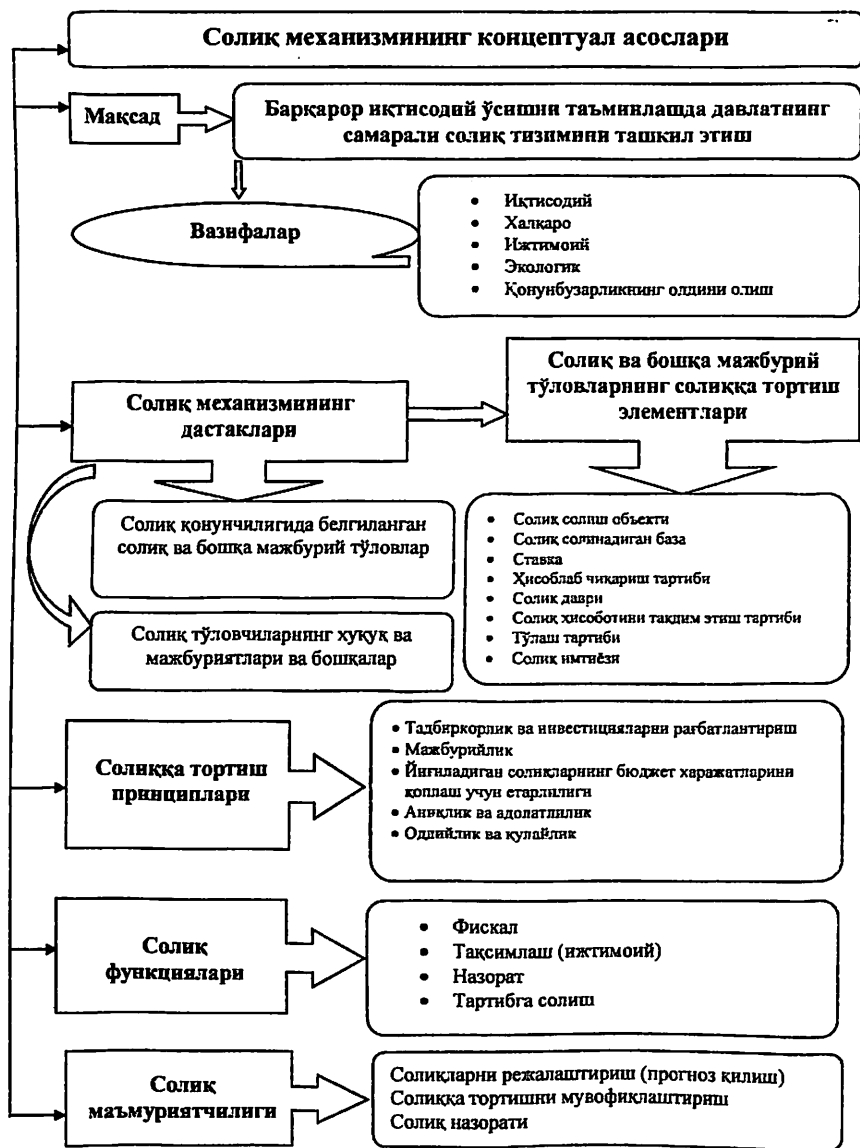 Солиқ механизмининг концептуал асослари
Мақсад
Барқарор иқтисодий ўсишни таъминлашда давлатнинг
самарали солиқ тизимини ташкил этиш
Вазифалар
• Иқтисодий
• Халқаро
• Ижтимоий
• Экологик
• Қонунбузарликнинг олдини олиш
Солиқ механизмининг
дастаклари
Солиқ ва бошқа мажбурий
тўловларнинг солиққа тортиш
элементлари
Солиқ қонунчилигида белгиланган
солиқ ва бошқа мажбурий тўловлар
Солиқ тўловчиларнинг хуқуқ ва
мажбуриятлари ва бошқалар
• Солиқ солиш объекти
• Солиқ солинадиган база
• Ставка
• Ҳисоблаб чиқариш тартиби
• Солиқ даври
• Солиқ ҳисоботини тақдим этиш тартиби
• Тўлаш тартиби
• Солиқ имтиёзи
Солиққа тортиш
принциплари
• Тадбиркорлик ва инвестицияларни рағбатлантириш
• Мажбурийлик
• Йиғиладиган солиқларнинг бюджет харажатларини
қоплаш учун етарлилиги
• Аниқлик ва адолатлилик
• Оддийлик ва қулайлик
Солиқ
функциялари
• Фискал
• Тақсимлаш (ижтимоий)
• Назорат
• Тартибга солиш
Солиқ
маъмуриятчилиги
Солиқларни режалаштириш (прогноз қилиш)
Солиққа тортишни мувофиқлаштириш
Солиқ назорати